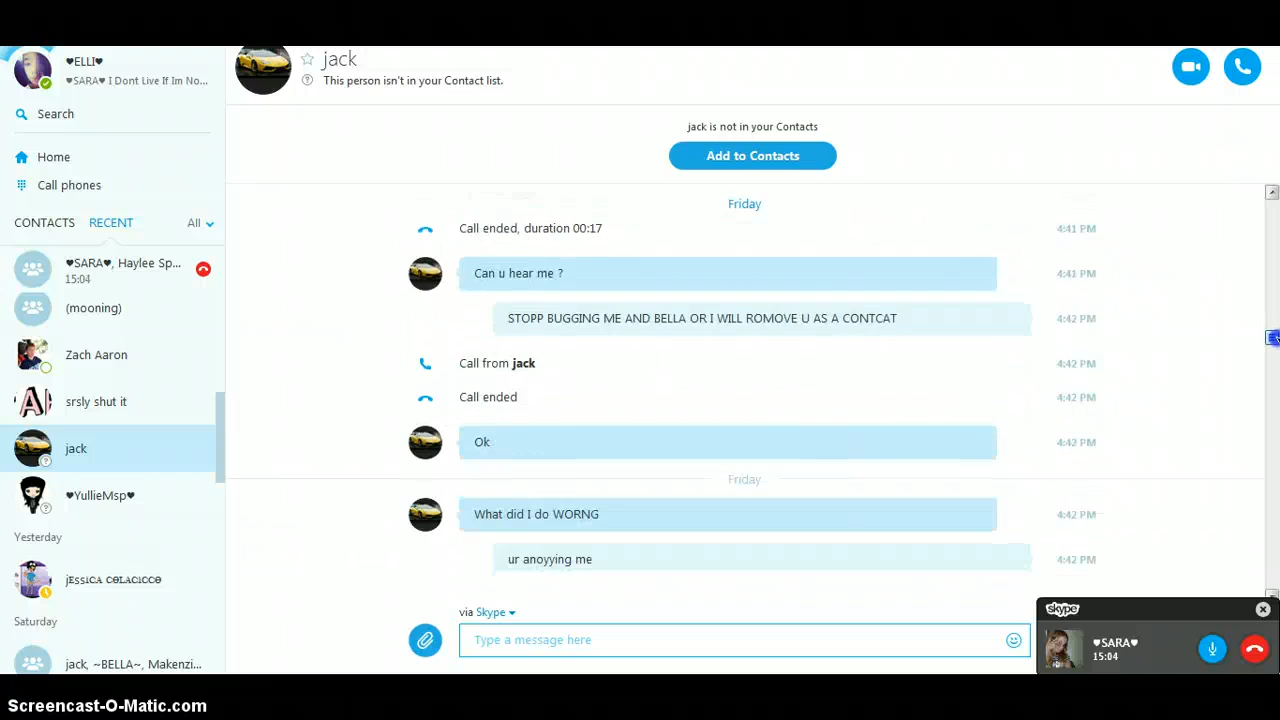 ♥ELLI♥
♥SARA♥ I Dont Live If Im No...
Search
Home
Call phones
CONTACTS RECENT All
♥SARA♥, Haylee Sp...
15:04
(mooning)
Zach Aaron
srsly shut it
jack
♥YullieMsp♥
Yesterday
jEssɪcᴀ cᴏʟᴀcɪccᴏ
Saturday
jack, ~BELLA~, Makenzi...
jack
This person isn't in your Contact list.
jack is not in your Contacts
Add to Contacts
Friday
Call ended, duration 00:17 4:41 PM
Can u hear me ? 4:41 PM
STOPP BUGGING ME AND BELLA OR I WILL ROMOVE U AS A CONTCAT 4:42 PM
Call from jack 4:42 PM
Call ended 4:42 PM
Ok 4:42 PM
Friday
What did I do WORNG 4:42 PM
ur anoyying me 4:42 PM
via Skype
Type a message here
skype
♥SARA♥
15:04
Screencast-O-Matic.com